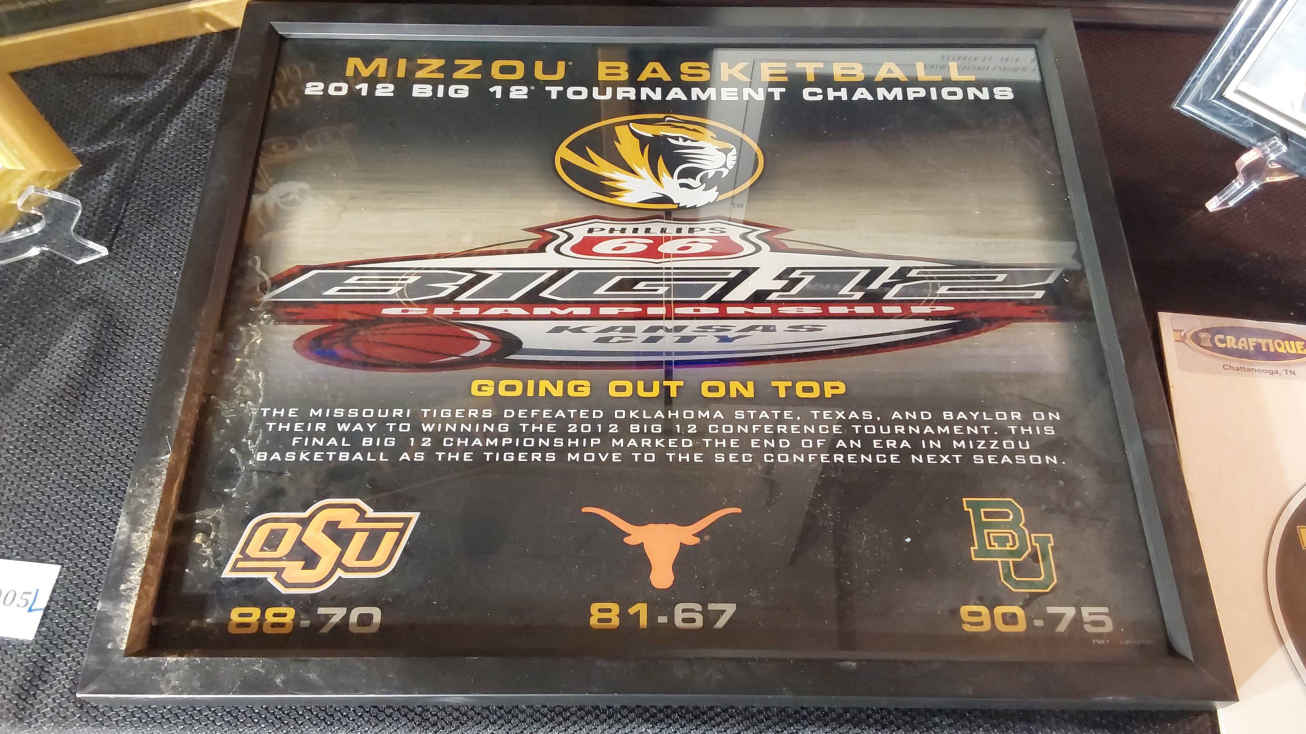 MIZZOU BASKETBALL
2012 BIG 12 TOURNAMENT CHAMPIONS
PHILLIPS
66
BIG 12
CHAMPIONSHIP
KANSAS
CITY
GOING OUT ON TOP
THE MISSOURI TIGERS DEFEATED OKLAHOMA STATE, TEXAS, AND BAYLOR ON
THEIR WAY TO WINNING THE 2012 BIG 12 CONFERENCE TOURNAMENT. THIS
FINAL BIG 12 CHAMPIONSHIP MARKED THE END OF AN ERA IN MIZZOU
BASKETBALL AS THE TIGERS MOVE TO THE SEC CONFERENCE NEXT SEASON.
OSU
BU
88-70
81-67
90-75
CRAFTIQUE
Chattanooga, TN
005L